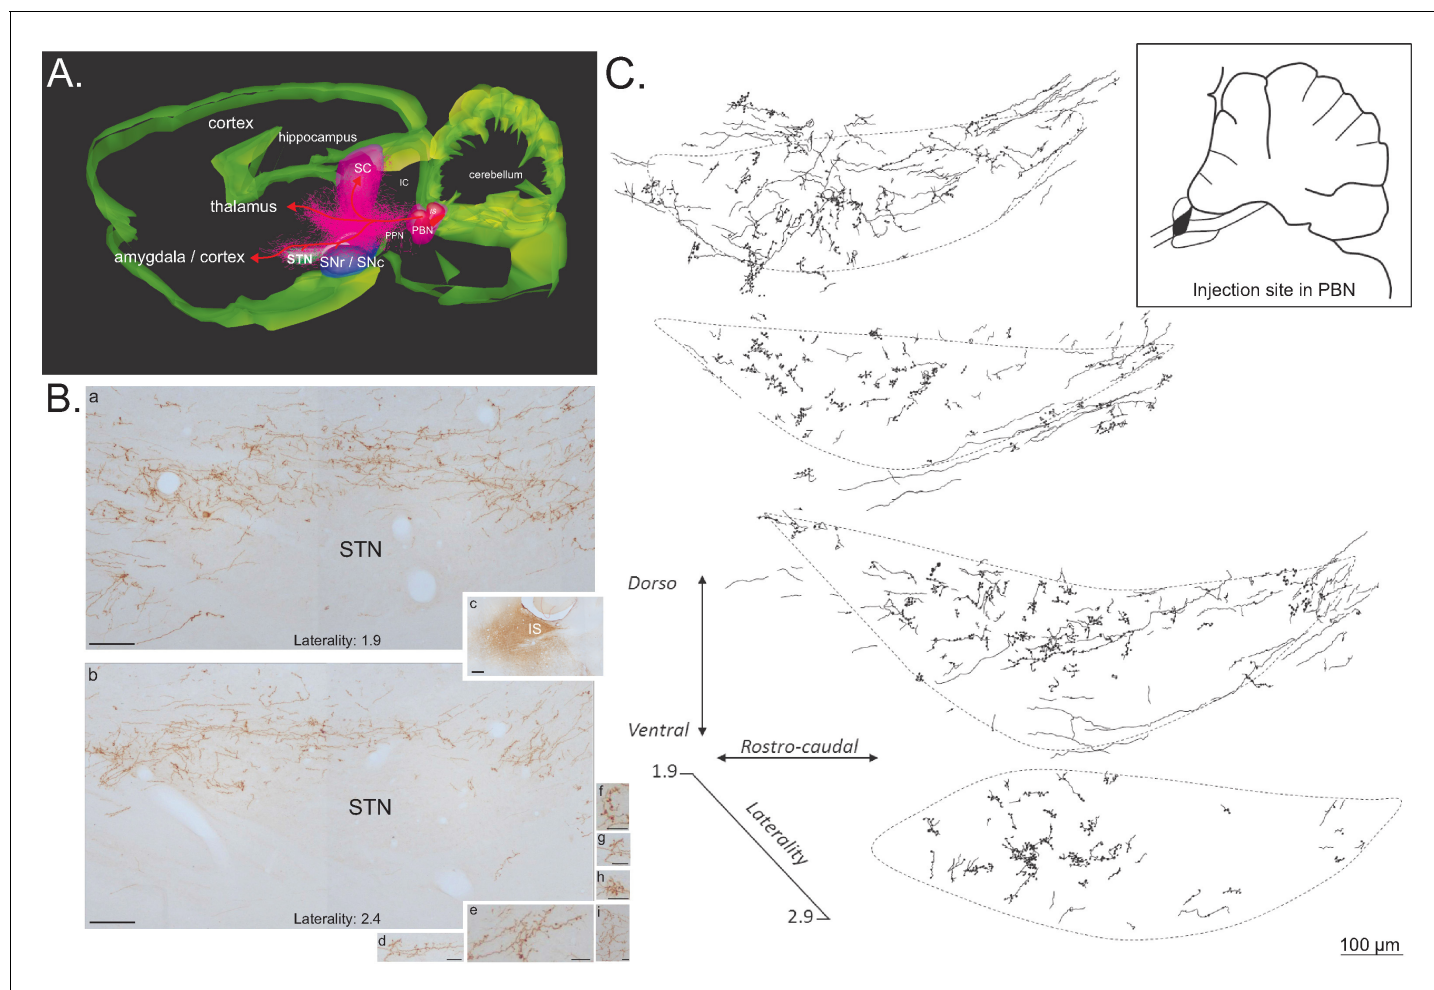 A.
cortex
hippocampus
SC
IC
cerebellum
thalamus
PPN
PBN
amygdala / cortex
STN
SNr / SNc
B.
a
STN
Laterality: 1.9
c
IS
b
STN
Laterality: 2.4
d
e
f
g
h
i
C.
Injection site in PBN
Dorso
Ventral
Rostro-caudal
1.9
Laterality
2.9
100 µm